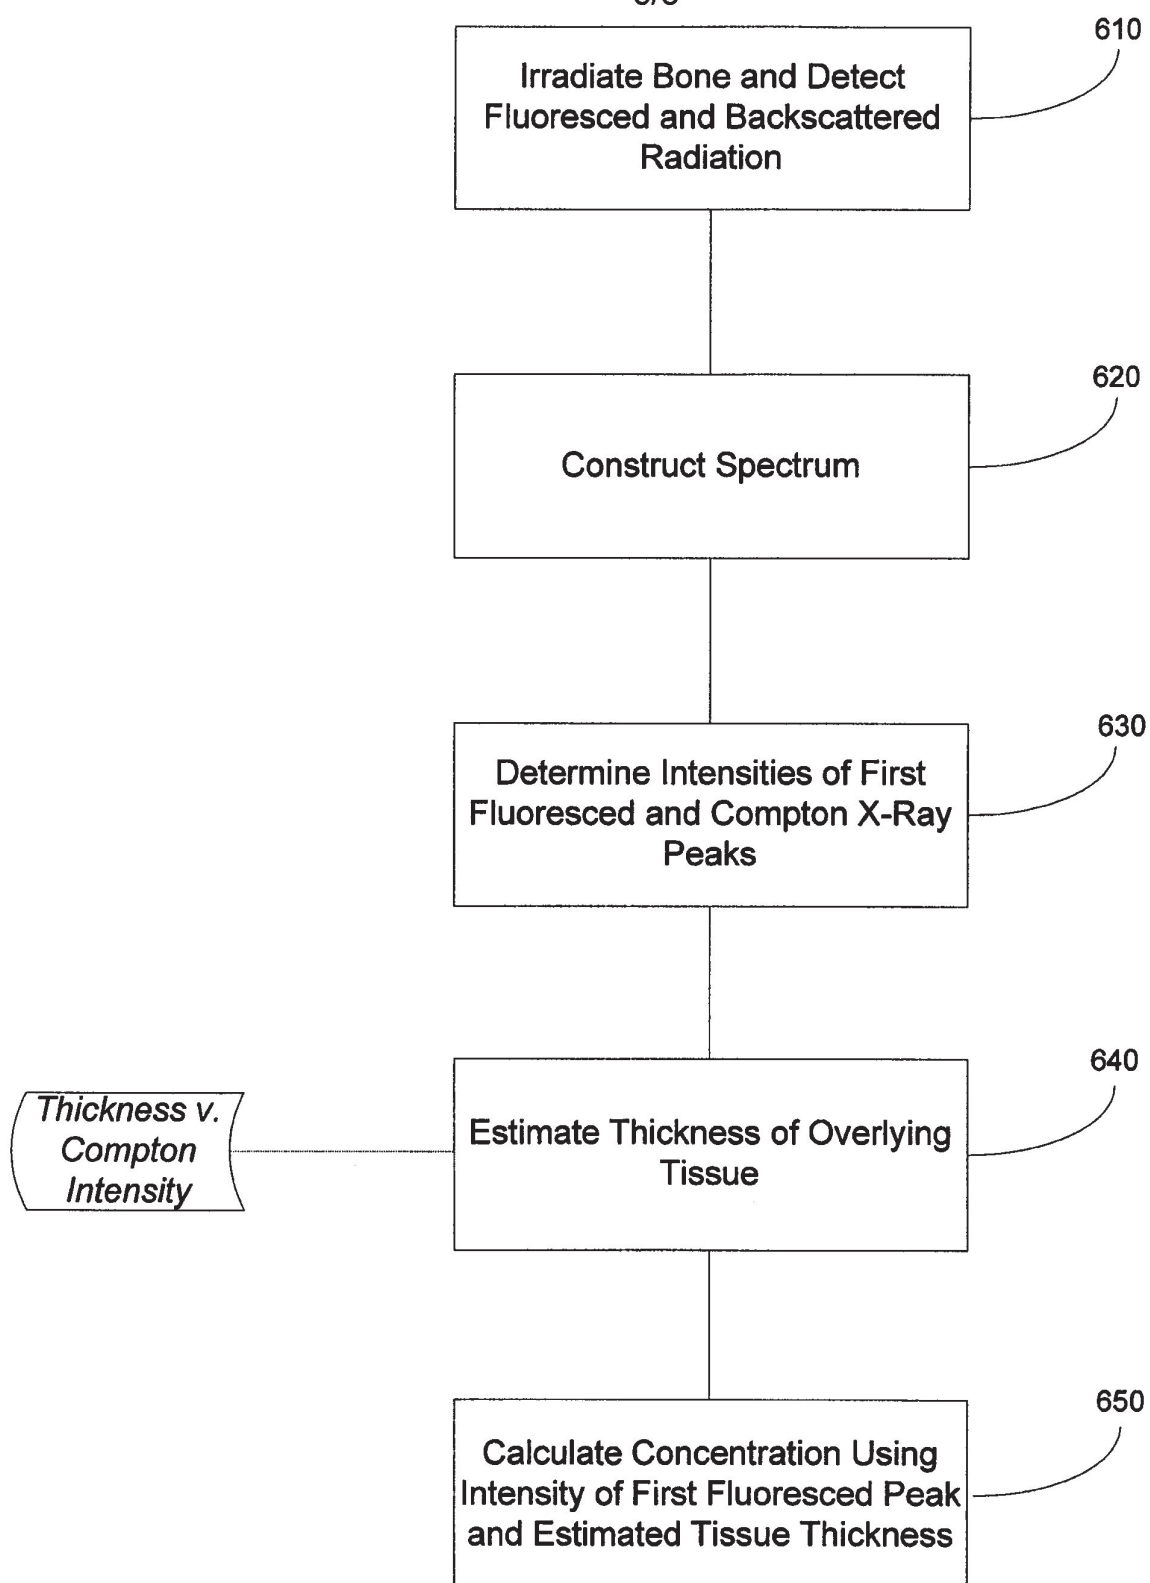 610
Irradiate Bone and Detect
Fluoresced and Backscattered
Radiation
620
Construct Spectrum
630
Determine Intensities of First
Fluoresced and Compton X-Ray
Peaks
640
Thickness v.
Compton
Intensity
Estimate Thickness of Overlying
Tissue
650
Calculate Concentration Using
Intensity of First Fluoresced Peak
and Estimated Tissue Thickness